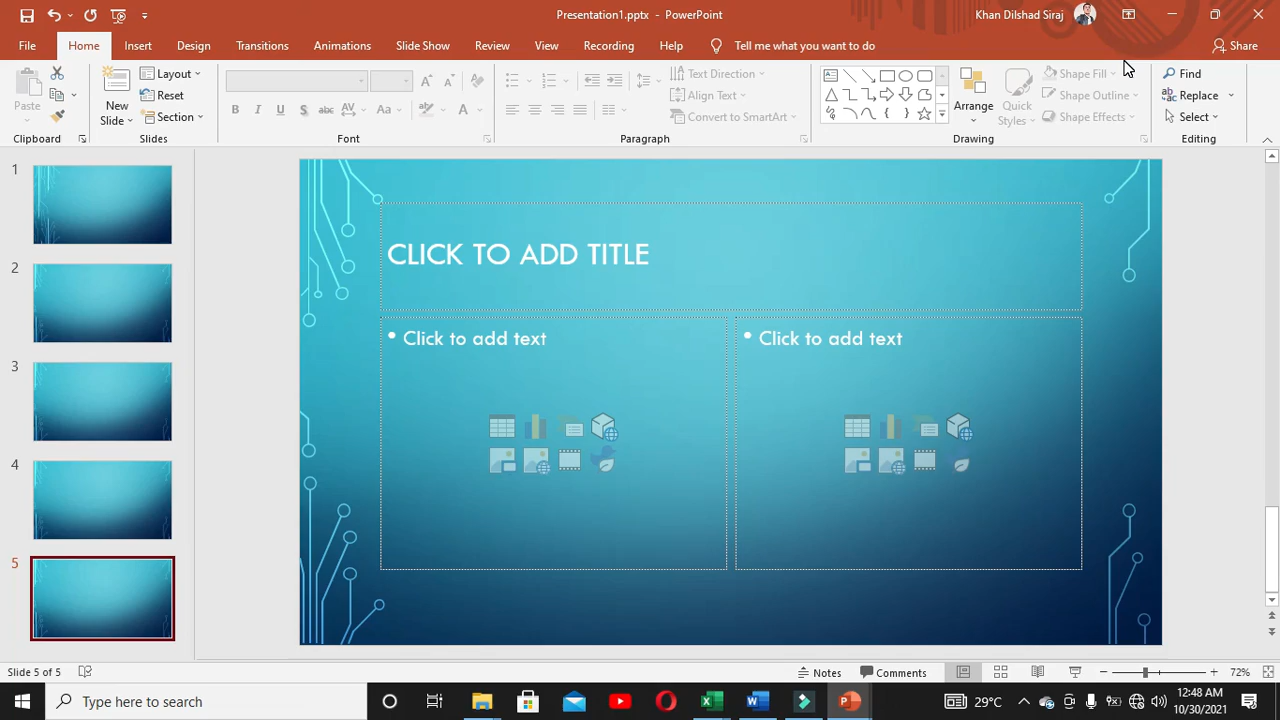 Presentation1.pptx - PowerPoint
Khan Dilshad Siraj
File Home Insert Design Transitions Animations Slide Show Review View Recording Help Tell me what you want to do Share
Paste
New Slide
Layout
Reset
Section
B I U S abc AV Aa A
A A A
Text Direction
Align Text
Convert to SmartArt
Arrange
Quick Styles
Shape Fill
Shape Outline
Shape Effects
Find
Replace
Select
Clipboard Slides Font Paragraph Drawing Editing
1
2
3
4
5
CLICK TO ADD TITLE
• Click to add text
• Click to add text
Slide 5 of 5
Notes Comments 72%
Type here to search
29°C
12:48 AM
10/30/2021